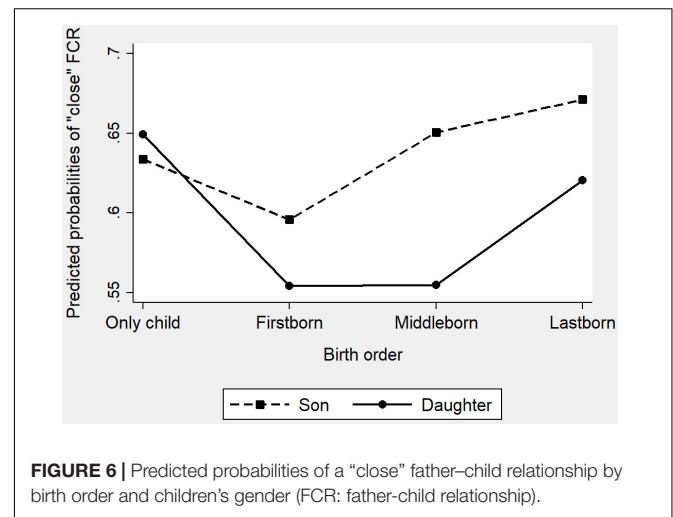 Predicted probabilities of "close" FCR
.7
.65
.6
.55
Only child Firstborn Middleborn Lastborn
Birth order
Son Daughter
FIGURE 6 | Predicted probabilities of a “close” father–child relationship by
birth order and children’s gender (FCR: father-child relationship).